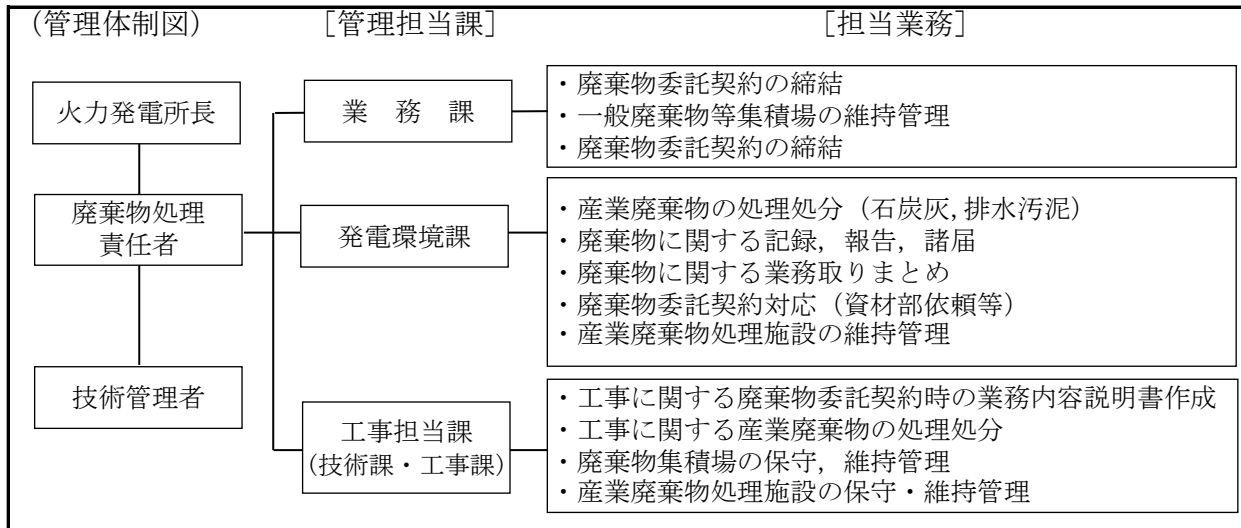 (管理体制図)
[管理担当課]
[担当業務]
火力発電所長
廃棄物処理
責任者
技術管理者
業 務 課
・廃棄物委託契約の締結
・一般廃棄物等集積場の維持管理
・廃棄物委託契約の締結
発電環境課
・産業廃棄物の処理処分（石炭灰,排水汚泥）
・廃棄物に関する記録，報告，諸届
・廃棄物に関する業務取りまとめ
・廃棄物委託契約対応（資材部依頼等）
・産業廃棄物処理施設の維持管理
工事担当課
(技術課・工事課)
・工事に関する廃棄物委託契約時の業務内容説明書作成
・工事に関する産業廃棄物の処理処分
・廃棄物集積場の保守，維持管理
・産業廃棄物処理施設の保守・維持管理